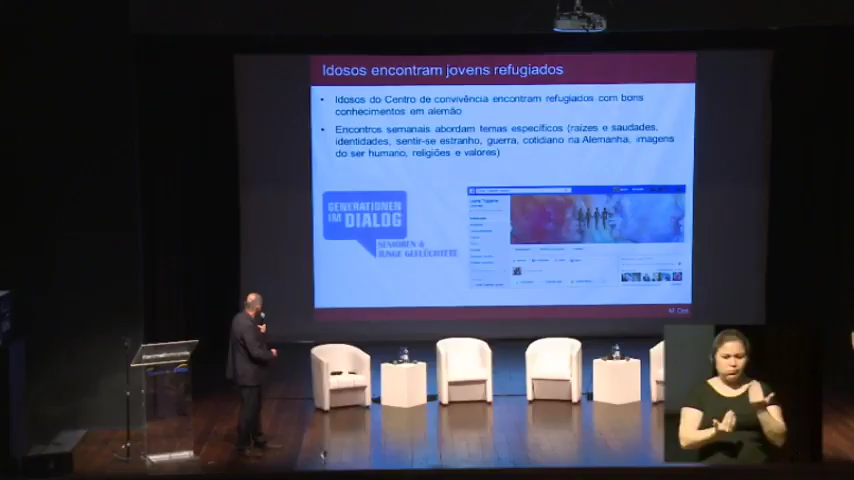 Idosos encontram jovens refugiados
• Idosos do Centro de convivência encontram refugiados com bons
conhecimentos em alemão
• Encontros semanais abordam temas específicos (raízes e saudades,
identidades, sentir-se estranho, guerra, cotidiano na Alemanha, imagens
do ser humano, religiões e valores)
GENERATIONEN
IM DIALOG
SENIOREN &
JUNGE GEFLÜCHTETE